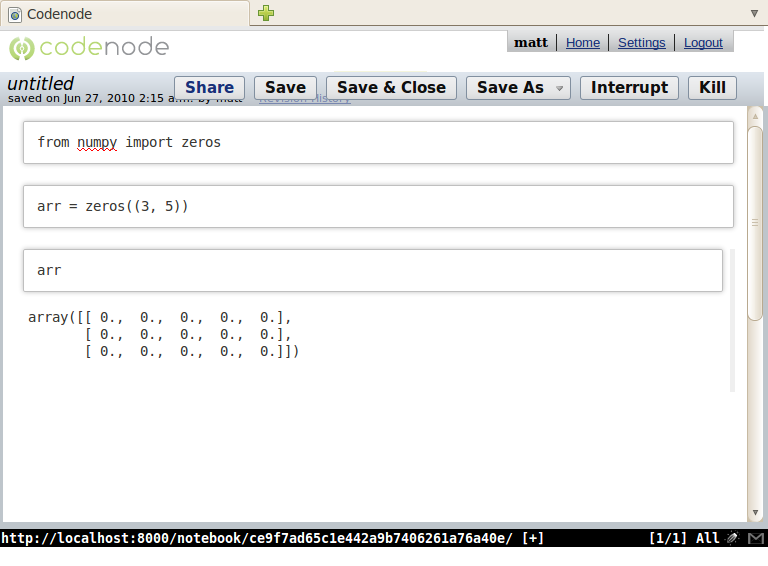 Codenode
codenode
matt Home Settings Logout
untitled
Share Save Save & Close Save As Interrupt Kill
saved on Jun 27, 2010 2:15 a.m. by matt Revision History
from numpy import zeros
arr = zeros((3, 5))
arr
array([[ 0.,  0.,  0.,  0.,  0.],
       [ 0.,  0.,  0.,  0.,  0.],
       [ 0.,  0.,  0.,  0.,  0.]])
http://localhost:8000/notebook/ce9f7ad65c1e442a9b7406261a76a40e/ [+] [1/1] All